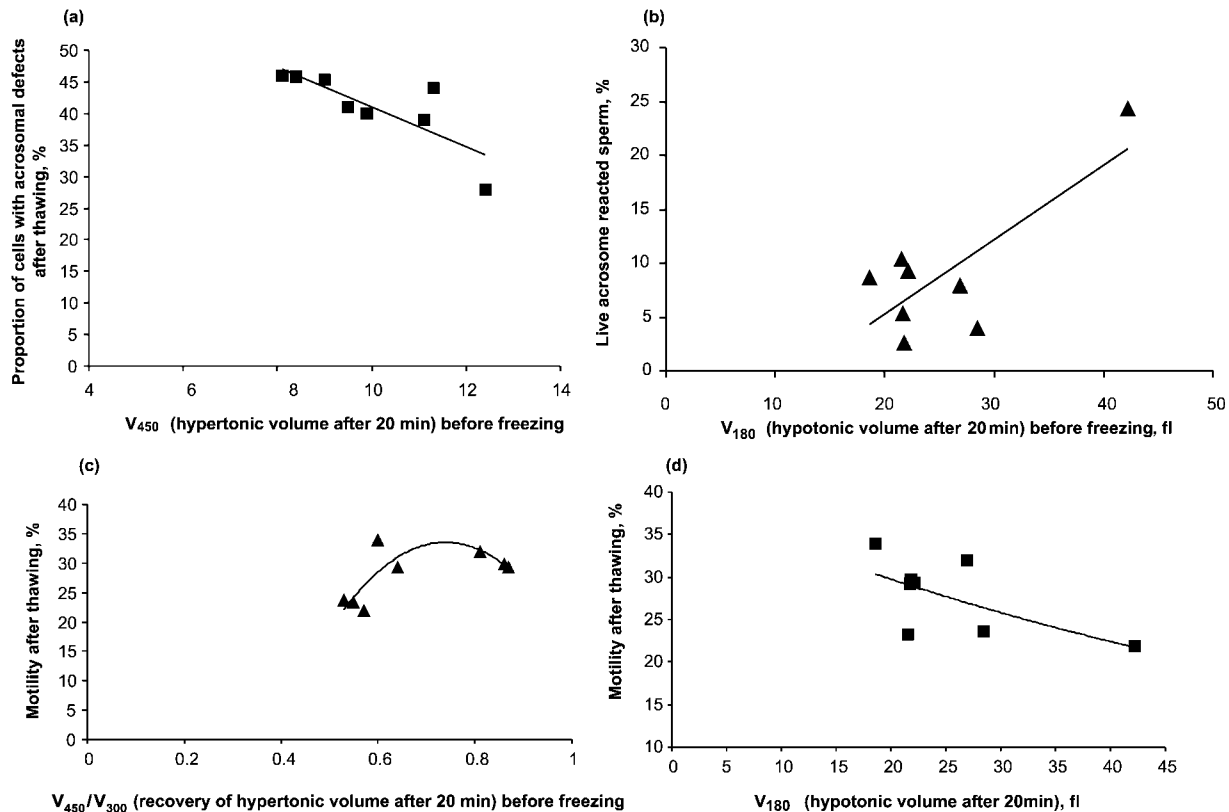 (a)
Proportion of cells with acrosomal defects
after thawing, %
50
45
40
35
30
25
20
15
10
5
0
4 6 8 10 12 14
V450 (hypertonic volume after 20 min) before freezing
(b)
Live acrosome reacted sperm, %
30
25
20
15
10
5
0
0 10 20 30 40 50
V180 (hypotonic volume after 20 min) before freezing, fl
(c)
Motility after thawing, %
40
35
30
25
20
15
10
5
0
0 0.2 0.4 0.6 0.8 1
V450/V300 (recovery of hypertonic volume after 20 min) before freezing
(d)
Motility after thawing, %
40
35
30
25
20
15
10
0 5 10 15 20 25 30 35 40 45
V180 (hypotonic volume after 20min), fl